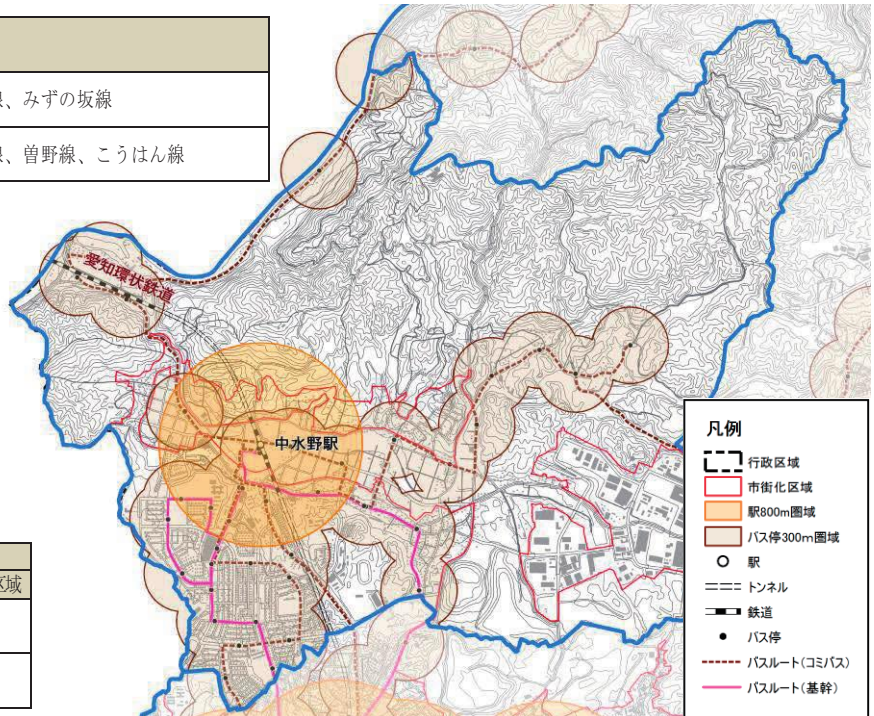 線、みずの坂線
線、曽野線、こうはん線
愛知環状鉄道
中水野駅
区域
凡例
行政区域
市街化区域
駅800m圏域
バス停300m圏域
駅
トンネル
鉄道
バス停
バスルート(コミバス)
バスルート(基幹)